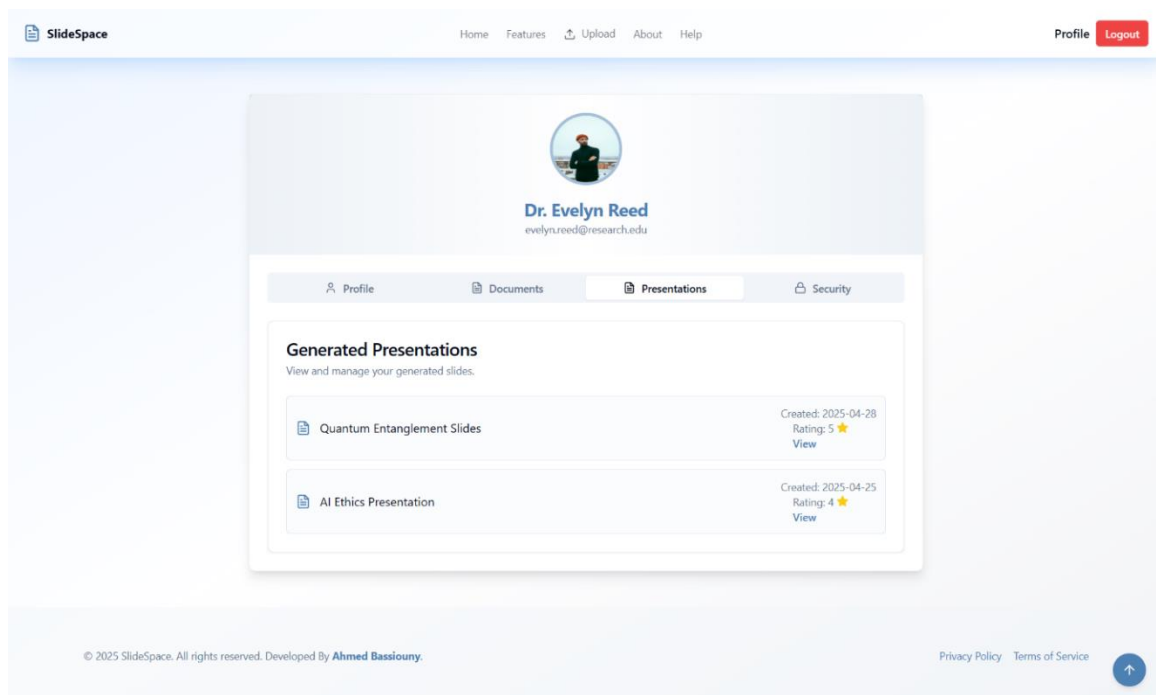 SlideSpace
Home Features Upload About Help
Profile Logout
Dr. Evelyn Reed
evelyn.reed@research.edu
Profile Documents Presentations Security
Generated Presentations
View and manage your generated slides.
Quantum Entanglement Slides
Created: 2025-04-28
Rating: 5
View
AI Ethics Presentation
Created: 2025-04-25
Rating: 4
View
© 2025 SlideSpace. All rights reserved. Developed By Ahmed Bassiouny.
Privacy Policy Terms of Service